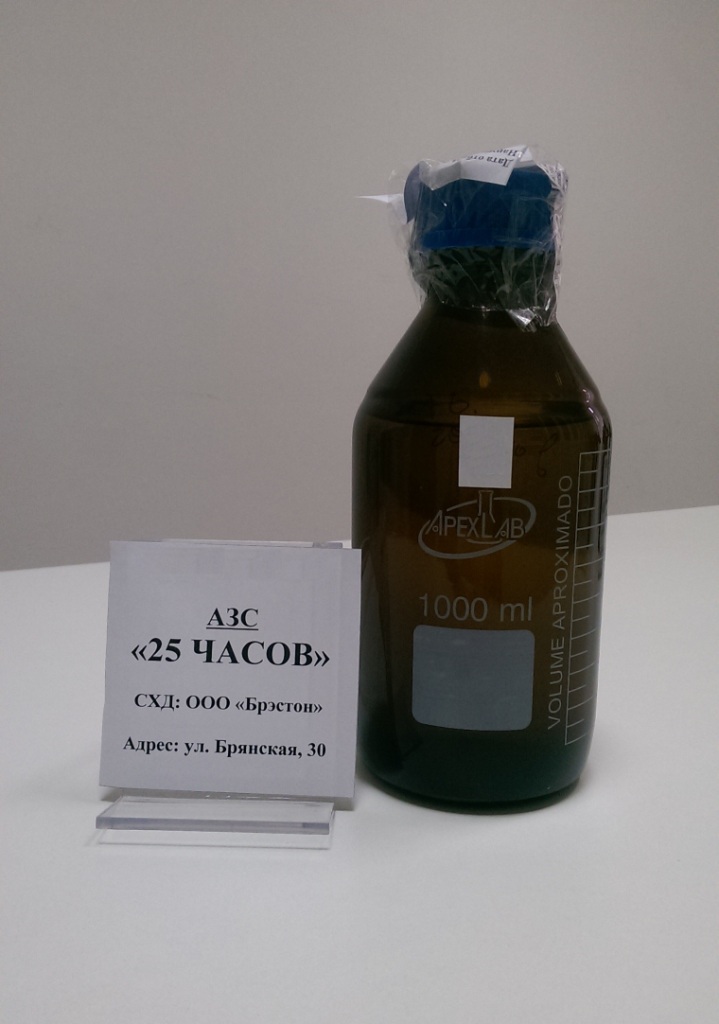 АЗС
«25 ЧАСОВ»
СХД: ООО «Брэстон»
Адрес: ул. Брянская, 30
APEXLAB
1000 ml
VOLUME APROXIMADO